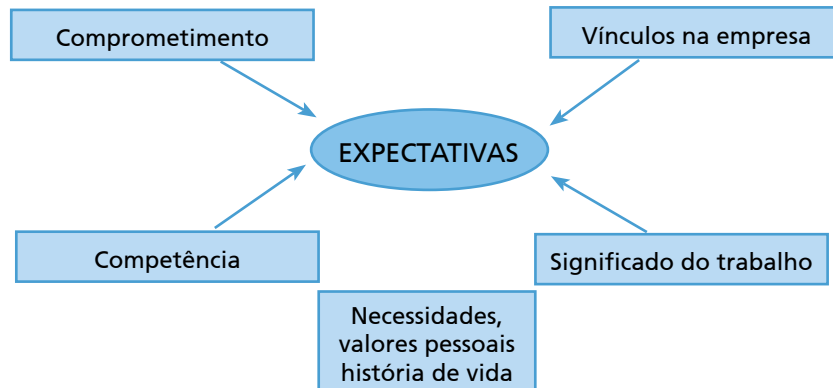 Comprometimento
Vínculos na empresa
EXPECTATIVAS
Competência
Significado do trabalho
Necessidades,
valores pessoais
história de vida